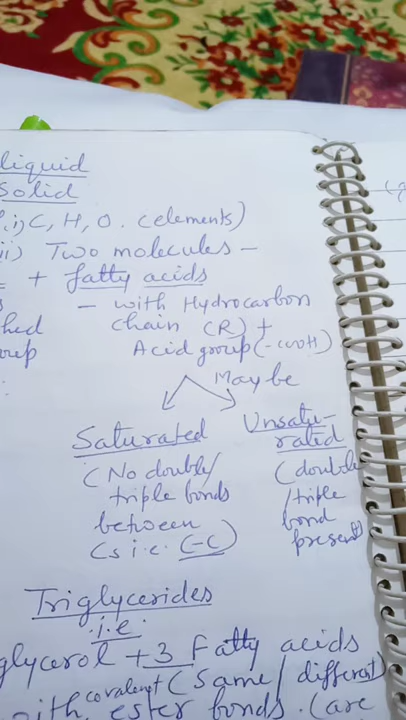 liquid
Solid
i) C, H, O. (elements)
ii) Two molecules -
+ fatty acids
- with Hydrocarbon
chain (R) +
Acid group (-COOH)
May be
Saturated
(No double/
triple bonds
between
Cs i.e. C-C)
Unsatu-
rated
(double
/triple
bond
present)
Triglycerides
i.e.
glycerol + 3 Fatty acids
(same/different)
with covalent ester bonds. (are